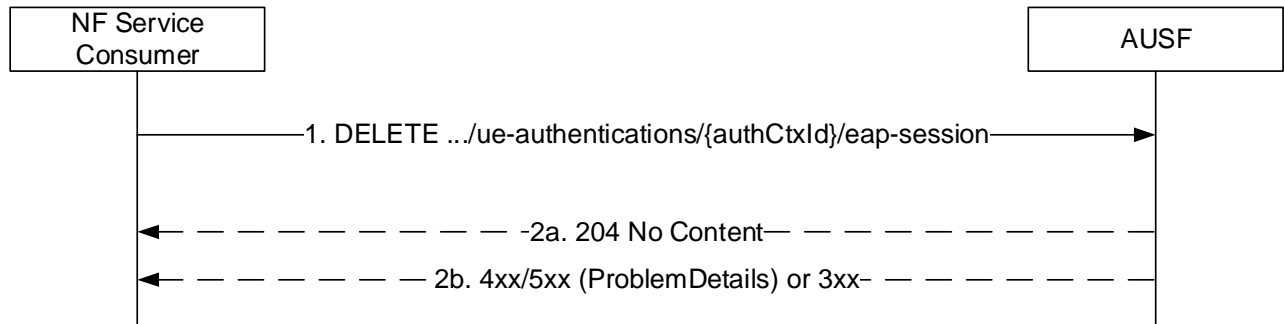 NF Service
Consumer
AUSF
1. DELETE .../ue-authentications/{authCtxId}/eap-session
2a. 204 No Content
2b. 4xx/5xx (ProblemDetails) or 3xx